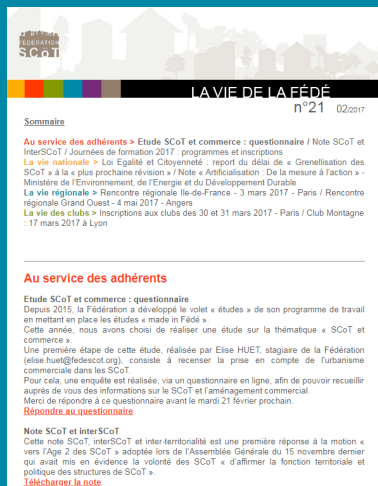 FEDERATION
SCoT
LA VIE DE LA FÉDÉ
n°21 02/2017
Sommaire
Au service des adhérents > Etude SCoT et commerce : questionnaire / Note SCoT et
InterSCoT / Journées de formation 2017 : programmes et inscriptions
La vie nationale > Loi Egalité et Citoyenneté : report du délai de « Grenellisation des
SCoT » à la « plus prochaine révision » / Note « Artificialisation : De la mesure à l'action » -
Ministère de l'Environnement, de l'Energie et du Développement Durable
La vie régionale > Rencontre régionale Ile-de-France - 3 mars 2017 - Paris / Rencontre
régionale Grand Ouest - 4 mai 2017 - Angers
La vie des clubs > Inscriptions aux clubs des 30 et 31 mars 2017 - Paris / Club Montagne
: 17 mars 2017 à Lyon
Au service des adhérents
Etude SCoT et commerce : questionnaire
Depuis 2015, la Fédération a développé le volet « études » de son programme de travail
en mettant en place les études « made in Fédé ».
Cette année, nous avons choisi de réaliser une étude sur la thématique « SCoT et
commerce ».
Une première étape de cette étude, réalisée par Elise HUET, stagiaire de la Fédération
(elise.huet@fedescot.org), consiste à recenser la prise en compte de l'urbanisme
commerciale dans les SCoT.
Pour cela, une enquête est réalisée, via un questionnaire en ligne, afin de pouvoir recueillir
auprès de vous des informations sur le SCoT et l'aménagement commercial.
Merci de répondre à ce questionnaire avant le mardi 21 février prochain.
Répondre au questionnaire
Note SCoT et interSCoT
Cette note SCoT, interSCoT et inter-territorialité est une première réponse à la motion «
vers l'Age 2 des SCoT » adoptée lors de l'Assemblée Générale du 15 novembre dernier
qui avait mis en évidence la volonté des SCoT « d'affirmer la fonction territoriale et
politique des structures de SCoT ».
Télécharger la note